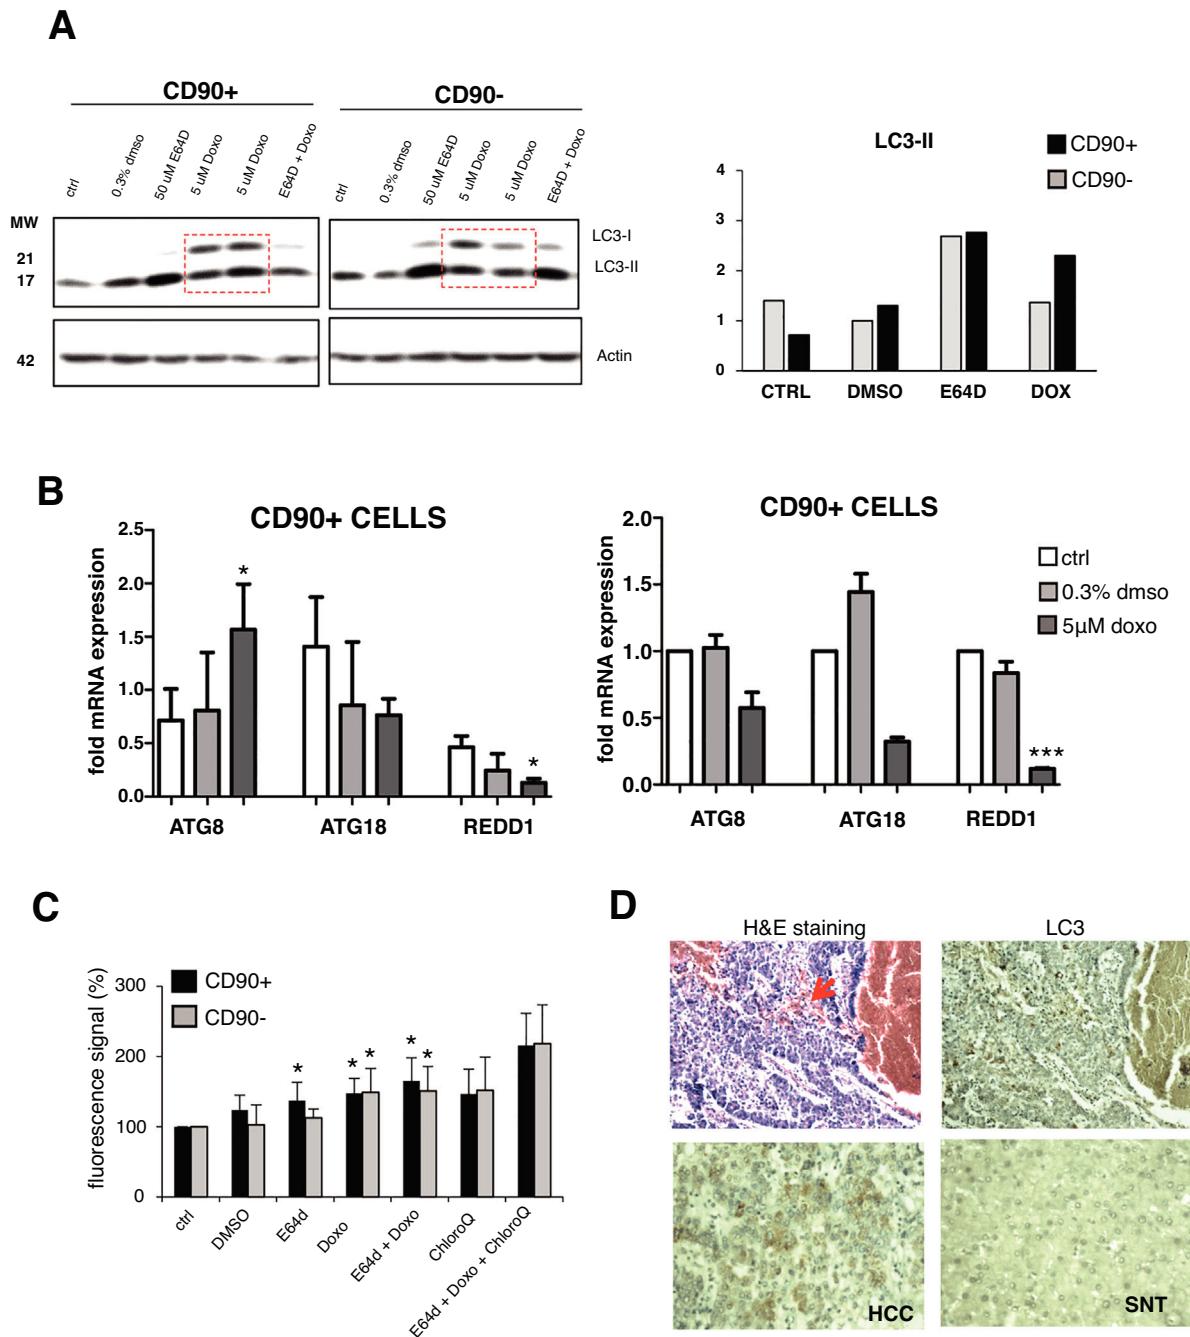 A
CD90+
CD90-
ctrl
0.3% dmso
50 uM E64D
5 uM Doxo
5 uM Doxo
E64D + Doxo
ctrl
0.3% dmso
50 uM E64D
5 uM Doxo
5 uM Doxo
E64D + Doxo
MW
21
17
42
LC3-I
LC3-II
Actin
LC3-II
CD90+
CD90-
4
3
2
1
0
CTRL DMSO E64D DOX
B
CD90+ CELLS
fold mRNA expression
2.5
2.0
1.5
1.0
0.5
0.0
*
*
ATG8 ATG18 REDD1
CD90+ CELLS
fold mRNA expression
2.0
1.5
1.0
0.5
0.0
***
ATG8 ATG18 REDD1
ctrl
0.3% dmso
5µM doxo
C
fluorescence signal (%)
300
200
100
0
CD90+
CD90-
* * * * *
ctrl
DMSO
E64d
Doxo
E64d + Doxo
ChloroQ
E64d + Doxo + ChloroQ
D
H&E staining
LC3
HCC
SNT